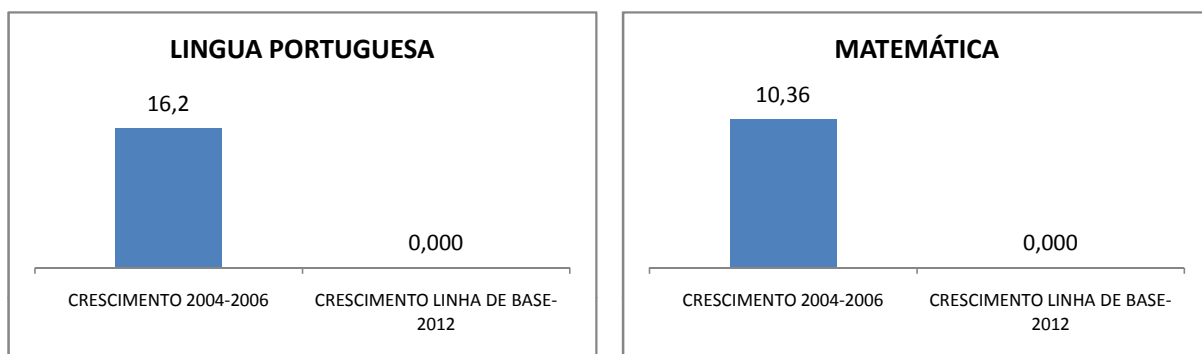 LINGUA PORTUGUESA
16,2
0,000
CRESCIMENTO 2004-2006
CRESCIMENTO LINHA DE BASE-
2012
MATEMÁTICA
10,36
0,000
CRESCIMENTO 2004-2006
CRESCIMENTO LINHA DE BASE-
2012